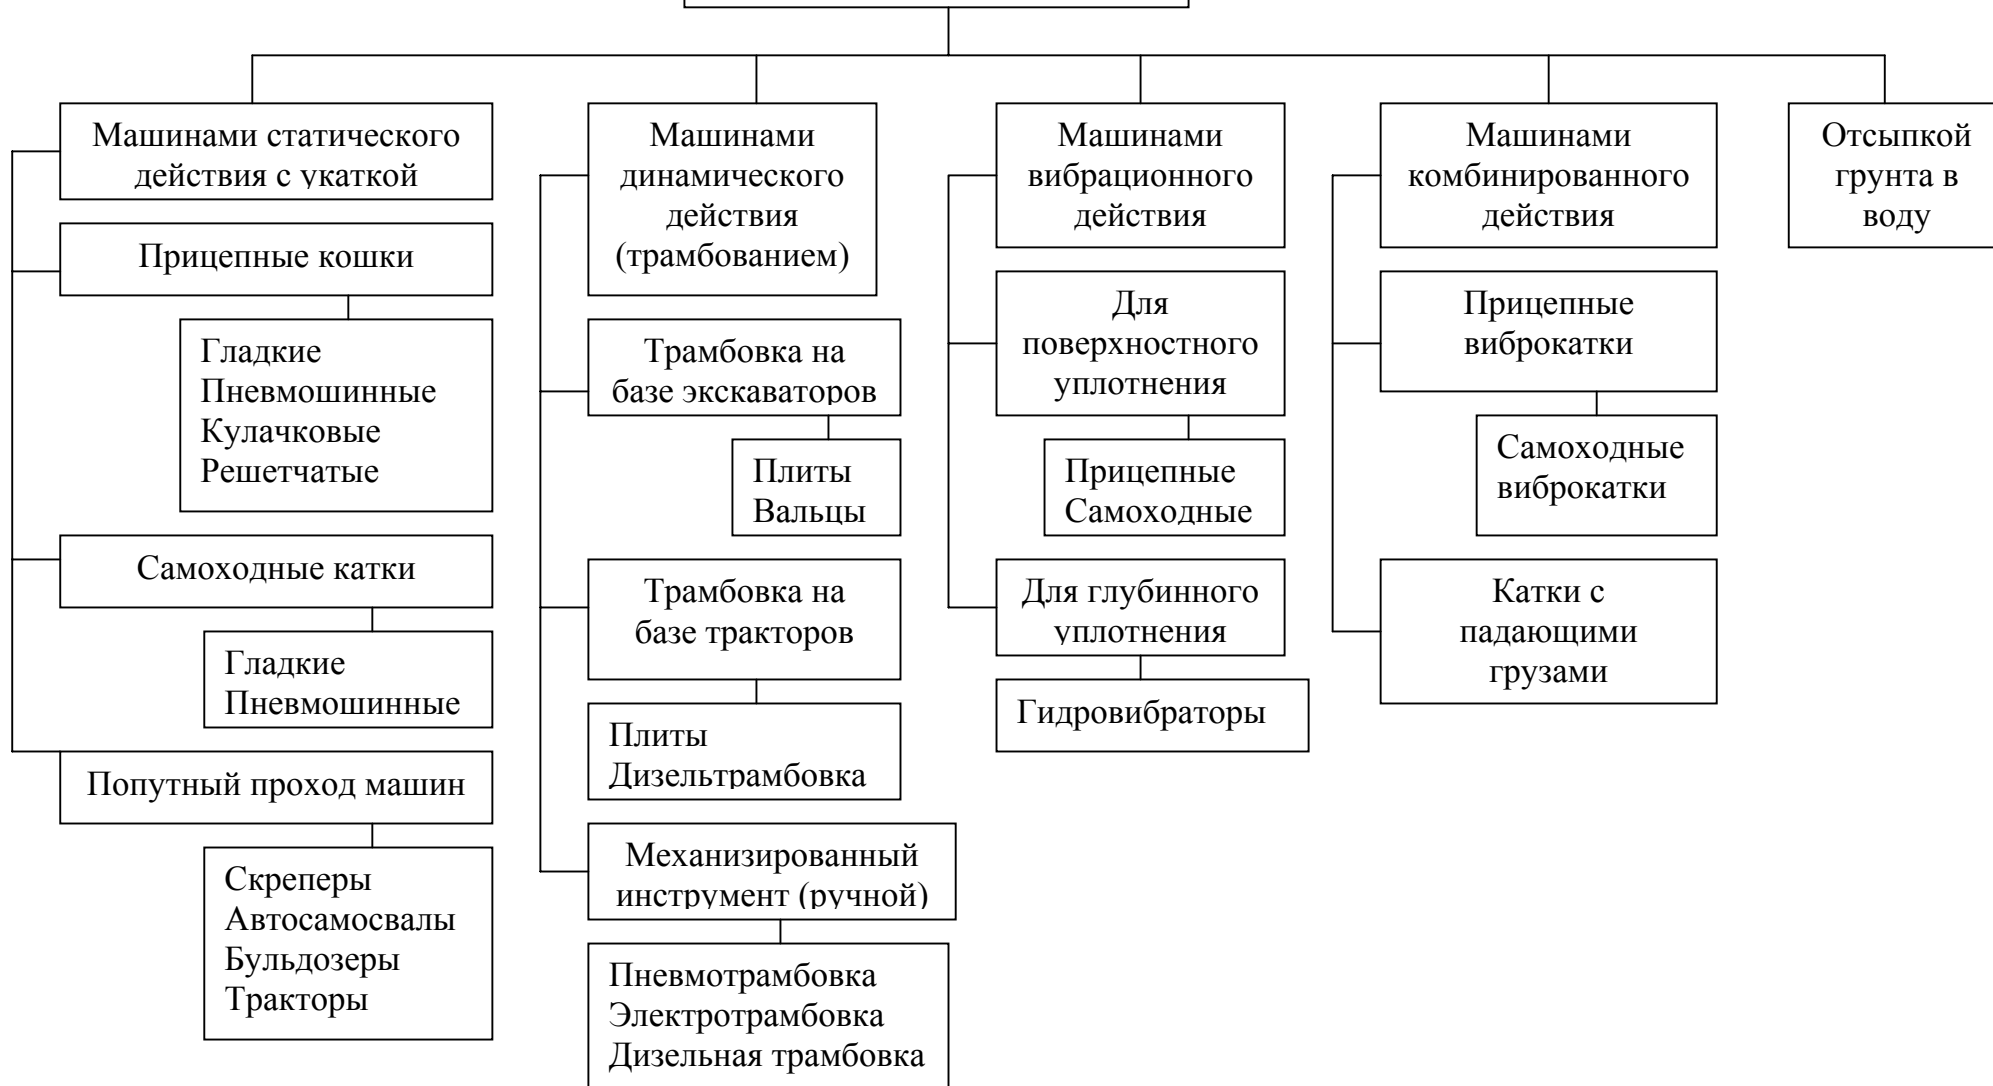 Машинами статического
действия с укаткой
Прицепные кошки
Гладкие
Пневмошинные
Кулачковые
Решетчатые
Самоходные катки
Гладкие
Пневмошинные
Попутный проход машин
Скреперы
Автосамосвалы
Бульдозеры
Тракторы
Машинами
динамического
действия
(трамбованием)
Трамбовка на
базе экскаваторов
Плиты
Вальцы
Трамбовка на
базе тракторов
Плиты
Дизельтрамбовка
Механизированный
инструмент (ручной)
Пневмотрамбовка
Электротрамбовка
Дизельная трамбовка
Машинами
вибрационного
действия
Для
поверхностного
уплотнения
Прицепные
Самоходные
Для глубинного
уплотнения
Гидровибраторы
Машинами
комбинированного
действия
Прицепные
виброкатки
Самоходные
виброкатки
Катки с
падающими
грузами
Отсыпкой
грунта в
воду